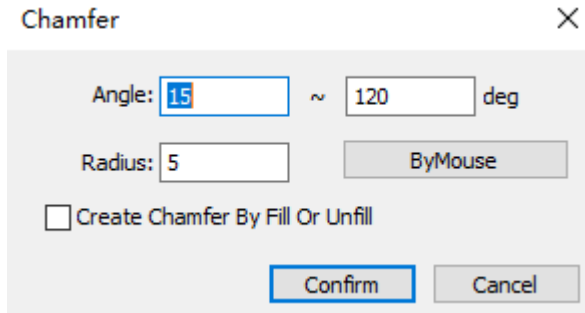 Chamfer
Angle: 15 ~ 120 deg
Radius: 5 ByMouse
Create Chamfer By Fill Or Unfill
Confirm Cancel